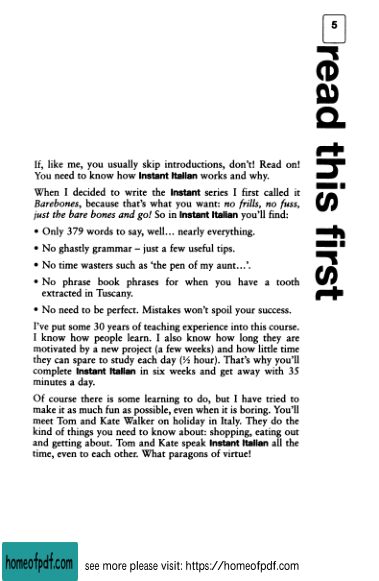 5
read this first
If, like me, you usually skip introductions, don't! Read on!
You need to know how Instant Italian works and why.
When I decided to write the Instant series I first called it
Barebones, because that's what you want: no frills, no fuss,
just the bare bones and go! So in Instant Italian you'll find:
• Only 379 words to say, well... nearly everything.
• No ghastly grammar – just a few useful tips.
• No time wasters such as 'the pen of my aunt...'.
• No phrase book phrases for when you have a tooth
extracted in Tuscany.
• No need to be perfect. Mistakes won't spoil your success.
I've put some 30 years of teaching experience into this course.
I know how people learn. I also know how long they are
motivated by a new project (a few weeks) and how little time
they can spare to study each day (½ hour). That's why you'll
complete Instant Italian in six weeks and get away with 35
minutes a day.
Of course there is some learning to do, but I have tried to
make it as much fun as possible, even when it is boring. You'll
meet Tom and Kate Walker on holiday in Italy. They do the
kind of things you need to know about: shopping, eating out
and getting about. Tom and Kate speak Instant Italian all the
time, even to each other. What paragons of virtue!
homeofpdf.com
see more please visit: https://homeofpdf.com